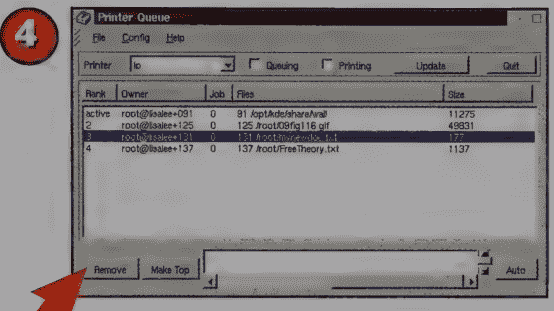 4
Printer Queue
File Config Help
Printer lp Queuing Printing Update Quit
Rank Owner Job Files Size
active root@lisalee+091 0 91 /opt/kde/share/wall 11275
2 root@lisalee+125 0 125 /root/09fig116.gif 49831
3 root@lisalee+131 0 131 177
4 root@lisalee+137 0 137 /root/FreeTheory.txt 1137
Remove Make Top Auto